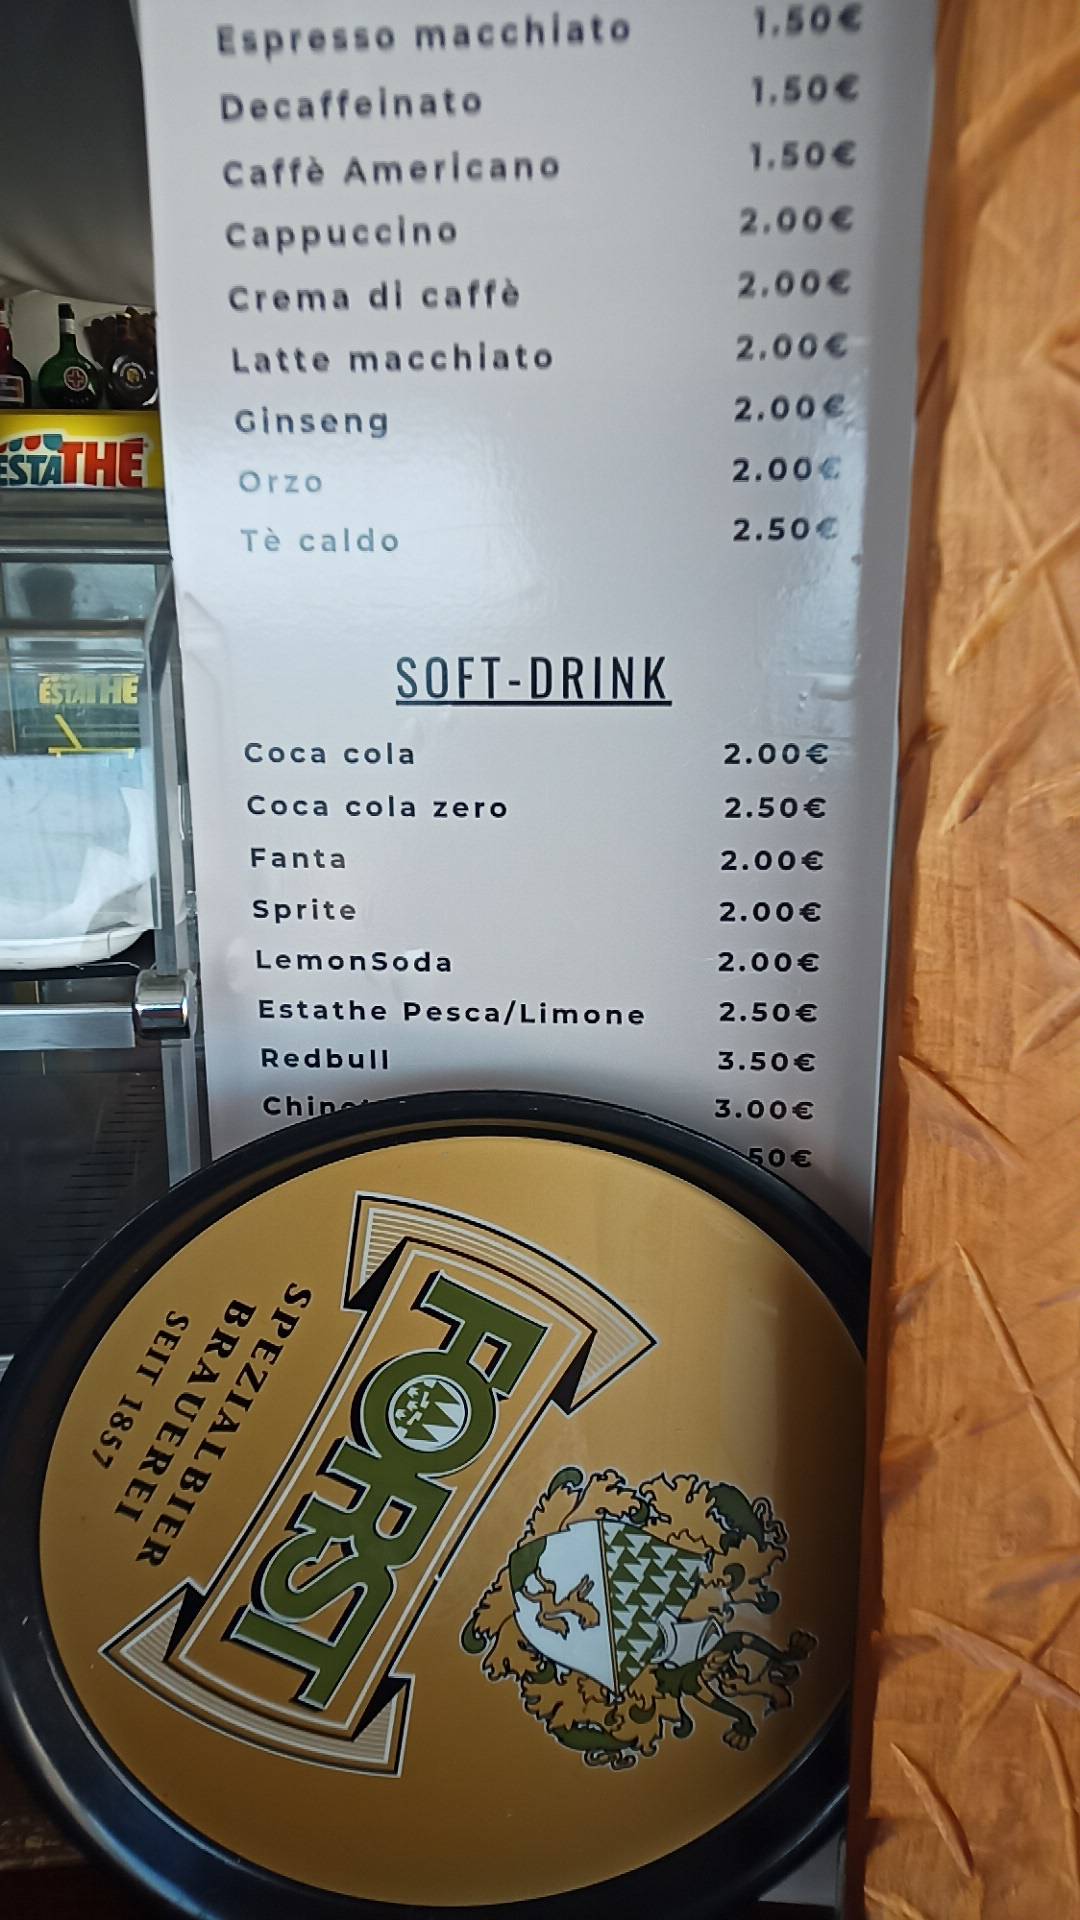 Espresso macchiato 1.50€
Decaffeinato 1.50€
Caffè Americano 1.50€
Cappuccino 2.00€
Crema di caffè 2.00€
Latte macchiato 2.00€
Ginseng 2.00€
Orzo 2.00€
Tè caldo 2.50€
ESTATHÉ
ESTATHÉ
SOFT-DRINK
Coca cola 2.00€
Coca cola zero 2.50€
Fanta 2.00€
Sprite 2.00€
LemonSoda 2.00€
Estathe Pesca/Limone 2.50€
Redbull 3.50€
3.00€
50€
FORST
SPEZIALBIER
BRAUEREI
SEIT 1857